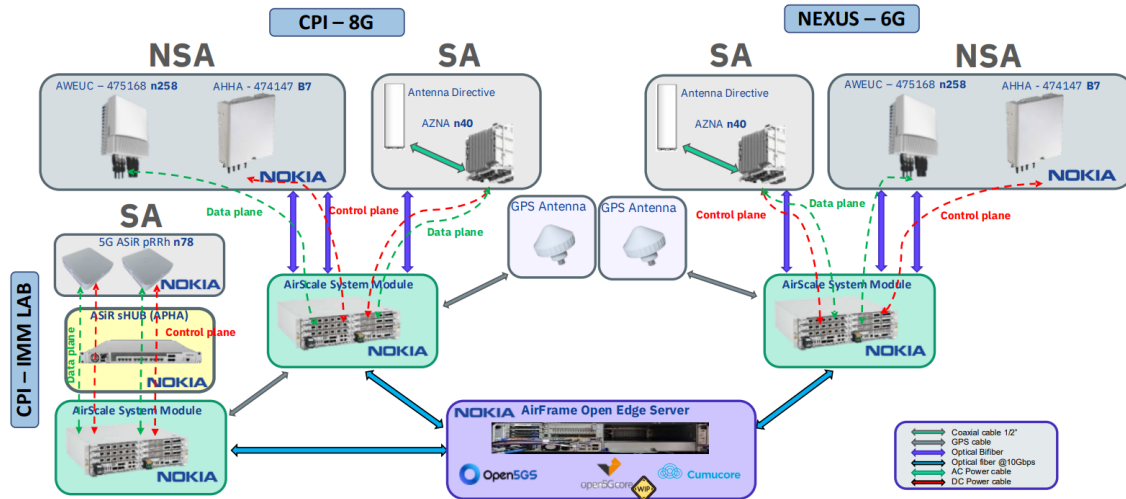 CPI – 8G
NEXUS – 6G
NSA
SA
SA
NSA
AWEUC – 475168 n258
AHHA - 474147 B7
NOKIA
Antenna Directive
AZNA n40
Antenna Directive
AZNA n40
AWEUC – 475168 n258
AHHA - 474147 B7
NOKIA
Data plane
Control plane
Data plane
GPS Antenna
GPS Antenna
Control plane
Data plane
Control plane
SA
5G ASiR pRRh n78
NOKIA
AirScale System Module
NOKIA
AirScale System Module
NOKIA
CPI – IMM LAB
ASiR sHUB (APHA)
Control plane
Data plane
NOKIA
AirScale System Module
NOKIA
NOKIA AirFrame Open Edge Server
Open5GS
open5Gcore
WIP
Cumucore
Coaxial cable 1/2"
GPS cable
Optical Bifiber
Optical fiber @10Gbps
AC Power cable
DC Power cable